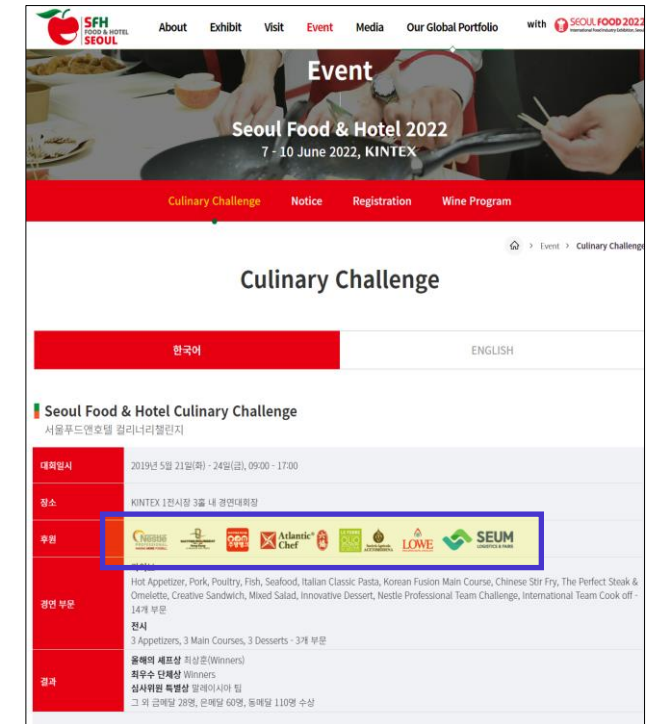 SFH
FOOD & HOTEL
SEOUL
About Exhibit Visit Event Media Our Global Portfolio with SEOUL FOOD 2022
Event
Seoul Food & Hotel 2022
7 - 10 June 2022, KINTEX
Culinary Challenge Notice Registration Wine Program
> Event > Culinary Challenge
Culinary Challenge
한국어 ENGLISH
Seoul Food & Hotel Culinary Challenge
서울푸드앤호텔 컬리너리챌린지
대회일시 2019년 5월 21일(화) - 24일(금), 09:00 - 17:00
장소 KINTEX 1전시장 3홀 내 경연대회장
후원 Nestlé PROFESSIONAL Atlantic Chef LOWE SEUM
LOGISTICS & FAIRS
Hot Appetizer, Pork, Poultry, Fish, Seafood, Italian Classic Pasta, Korean Fusion Main Course, Chinese Stir Fry, The Perfect Steak &
경연 부문 Omelette, Creative Sandwich, Mixed Salad, Innovative Dessert, Nestle Professional Team Challenge, International Team Cook off -
14개 부문
전시
3 Appetizers, 3 Main Courses, 3 Desserts - 3개 부문
올해의 셰프상 최상훈(Winners)
최우수 단체상 Winners
결과 심사위원 특별상 말레이시아 팀
그 외 금메달 28명, 은메달 60명, 동메달 110명 수상